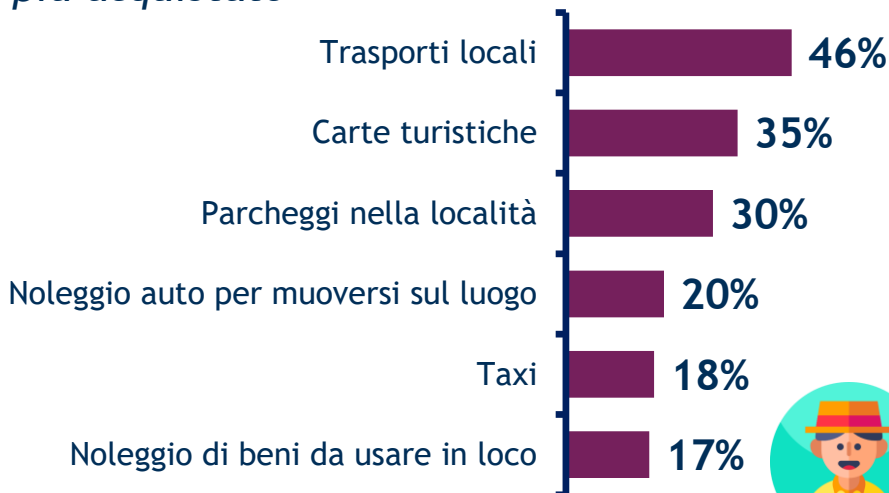 Trasporti locali 46%
Carte turistiche 35%
Parcheggi nella località 30%
Noleggio auto per muoversi sul luogo 20%
Taxi 18%
Noleggio di beni da usare in loco 17%